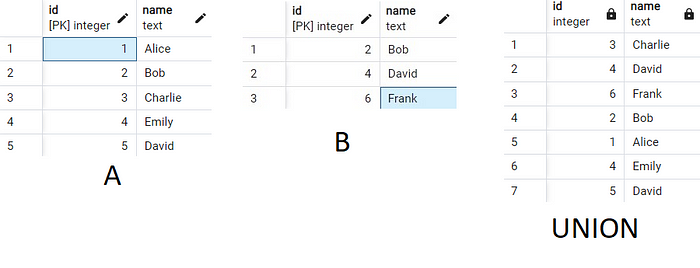 id name
[PK] integer text
1 1 Alice
2 2 Bob
3 3 Charlie
4 4 Emily
5 5 David
A
id name
[PK] integer text
1 2 Bob
2 4 David
3 6 Frank
B
id name
integer text
1 3 Charlie
2 4 David
3 6 Frank
4 2 Bob
5 1 Alice
6 4 Emily
7 5 David
UNION